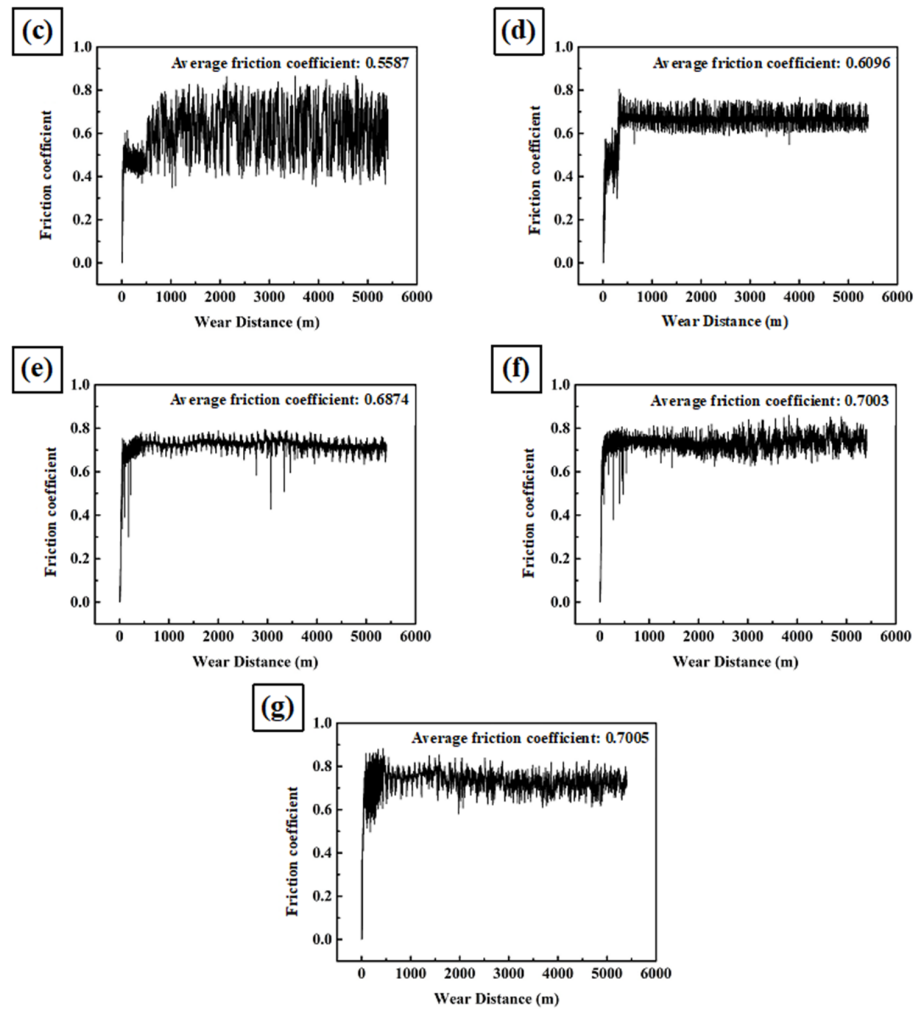 (c)
Average friction coefficient: 0.5587
1.0
0.8
0.6
0.4
0.2
0.0
Friction coefficient
0 1000 2000 3000 4000 5000 6000
Wear Distance (m)
(d)
Average friction coefficient: 0.6096
1.0
0.8
0.6
0.4
0.2
0.0
Friction coefficient
0 1000 2000 3000 4000 5000 6000
Wear Distance (m)
(e)
Average friction coefficient: 0.6874
1.0
0.8
0.6
0.4
0.2
0.0
Friction coefficient
0 1000 2000 3000 4000 5000 6000
Wear Distance (m)
(f)
Average friction coefficient: 0.7003
1.0
0.8
0.6
0.4
0.2
0.0
Friction coefficient
0 1000 2000 3000 4000 5000 6000
Wear Distance (m)
(g)
Average friction coefficient: 0.7005
1.0
0.8
0.6
0.4
0.2
0.0
Friction coefficient
0 1000 2000 3000 4000 5000 6000
Wear Distance (m)